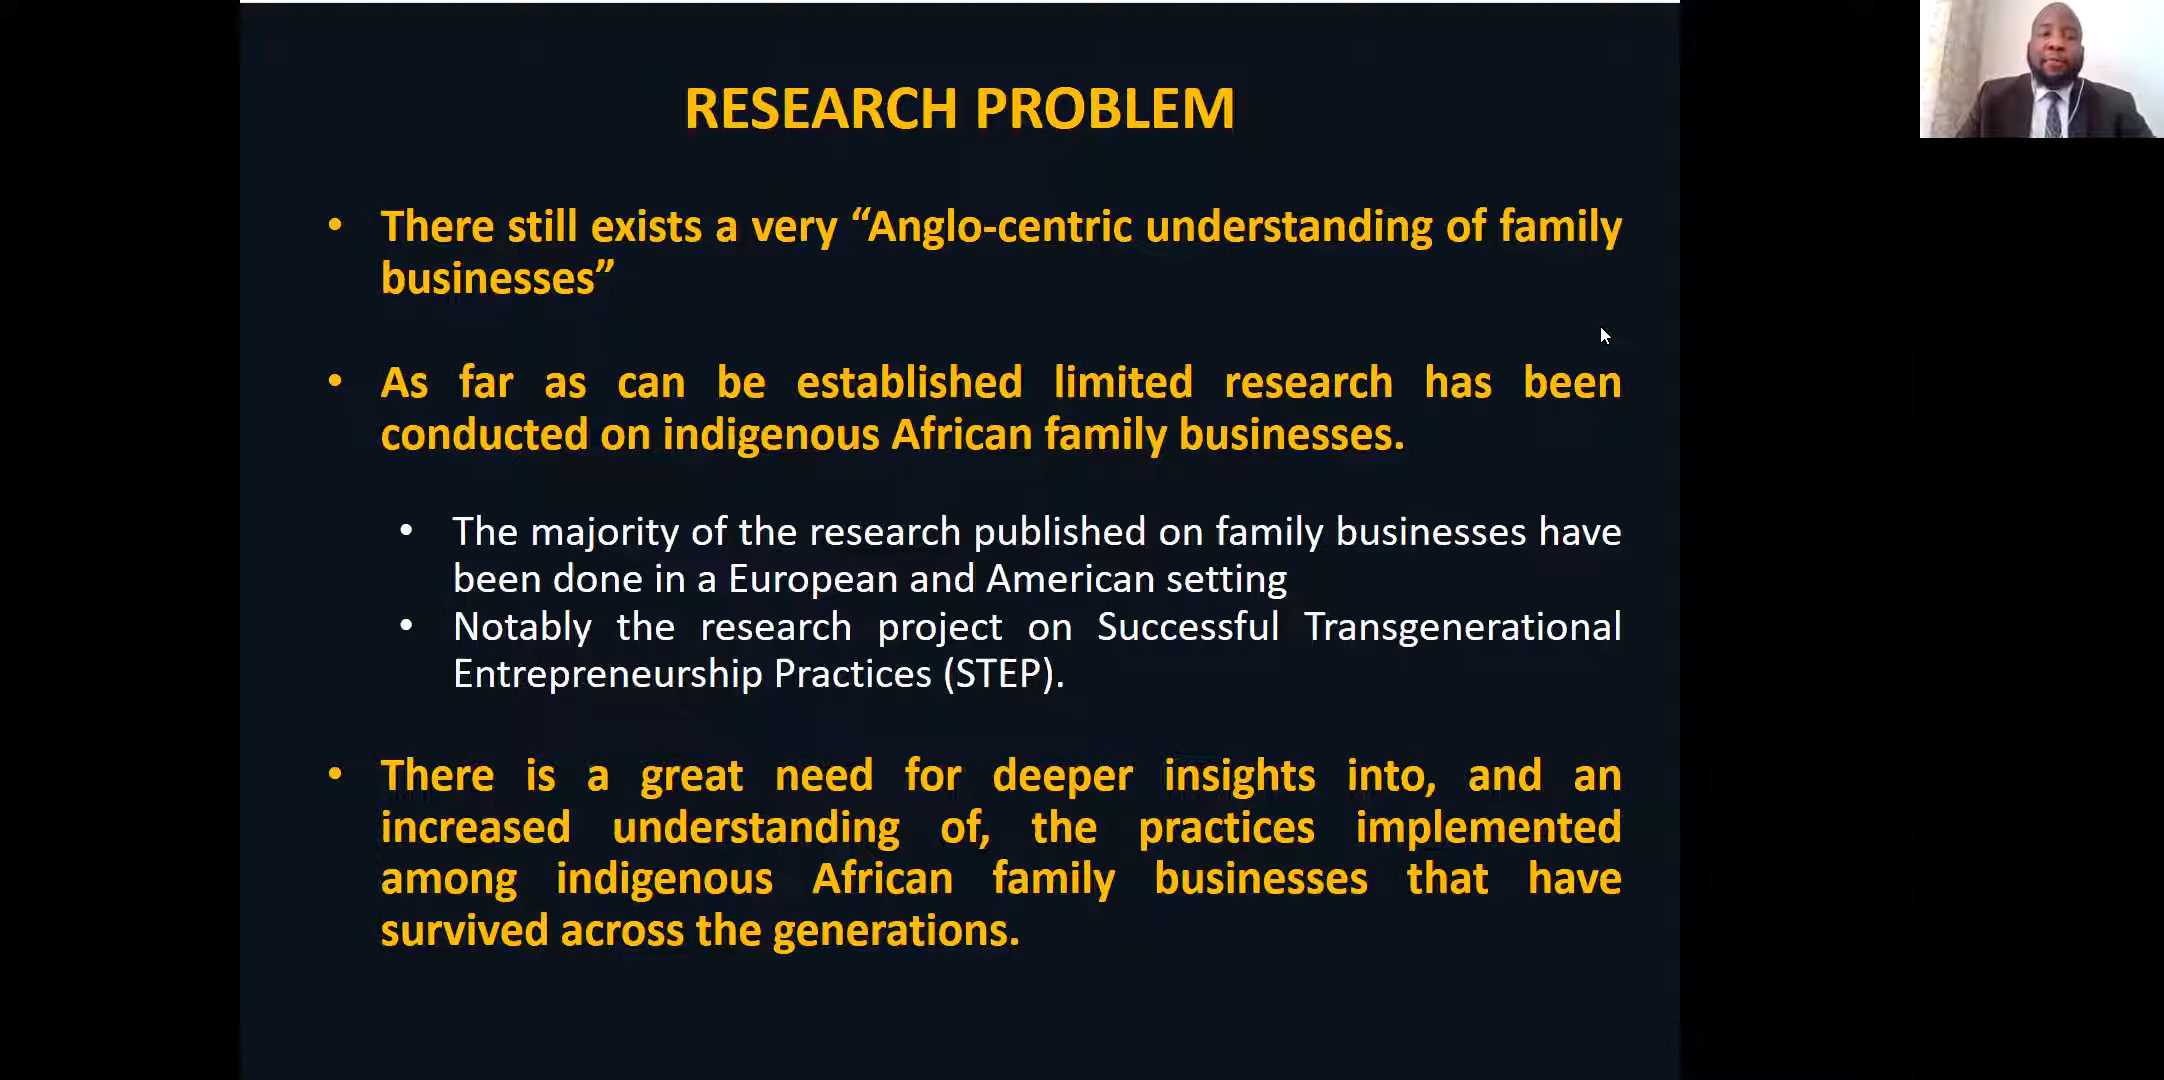 RESEARCH PROBLEM
• There still exists a very “Anglo-centric understanding of family
businesses”
• As far as can be established limited research has been
conducted on indigenous African family businesses.
• The majority of the research published on family businesses have
been done in a European and American setting
• Notably the research project on Successful Transgenerational
Entrepreneurship Practices (STEP).
• There is a great need for deeper insights into, and an
increased understanding of, the practices implemented
among indigenous African family businesses that have
survived across the generations.